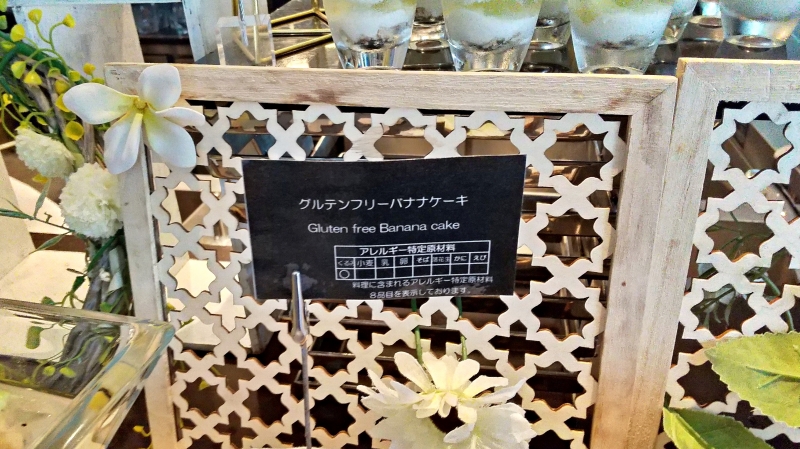 グルテンフリーバナナケーキ
Gluten free Banana cake
アレルギー特定原材料
くるみ 小麦 乳 卵 そば 落花生 かに えび
○
料理に含まれるアレルギー特定原材料
8品目を表示しております。